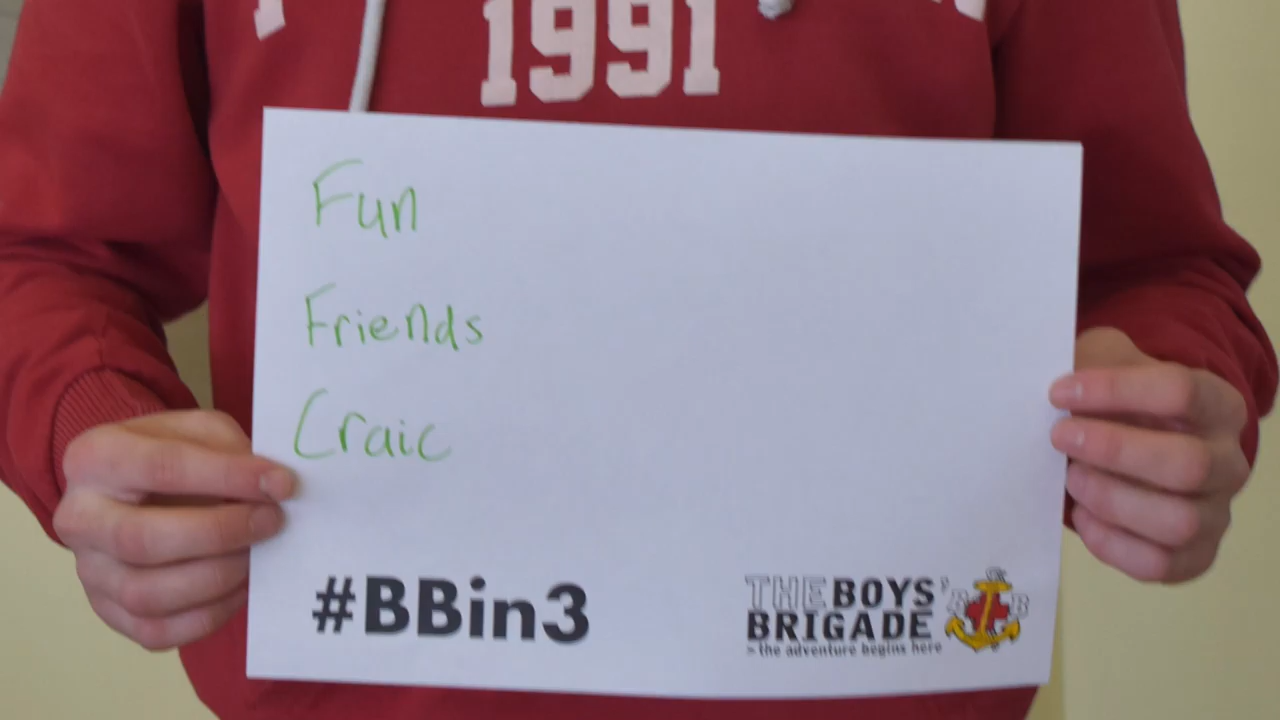 1991
Fun
Friends
Craic
#BBin3
THE BOYS'
BRIGADE
~ the adventure begins here